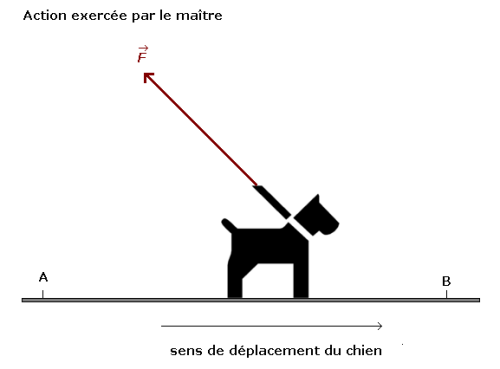 Action exercée par le maître
F
A
B
sens de déplacement du chien